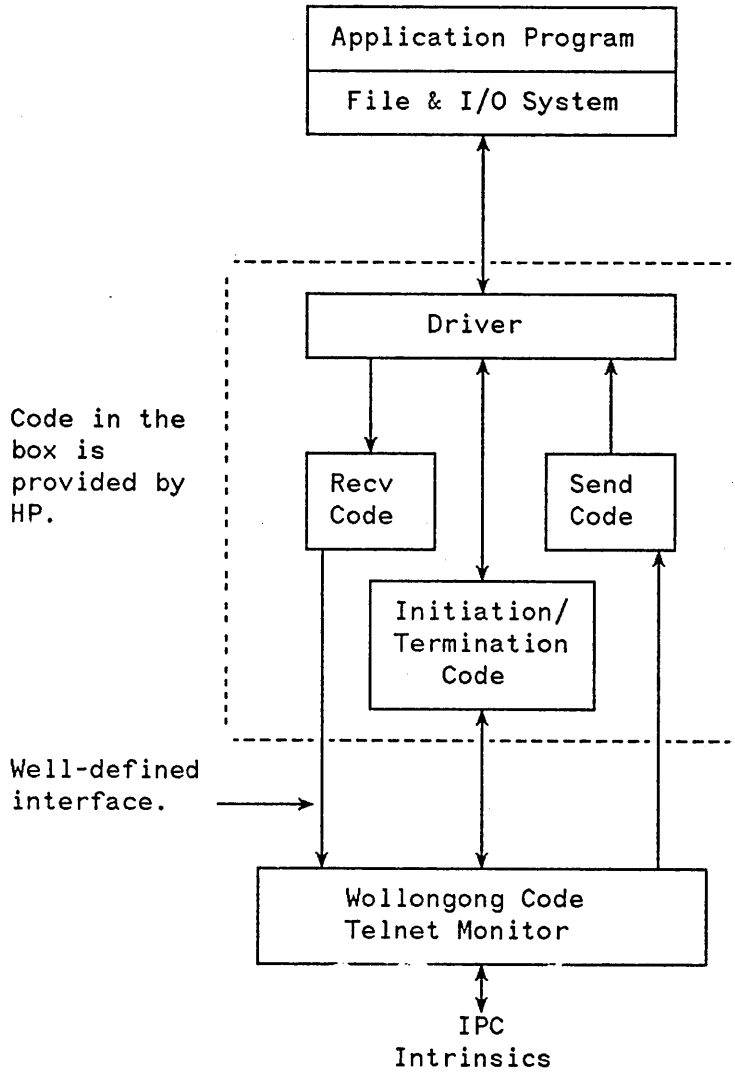 Application Program
File & I/O System
Driver
Code in the
box is
provided by
HP.
Recv
Code
Send
Code
Initiation/
Termination
Code
Well-defined
interface.
Wollongong Code
Telnet Monitor
IPC
Intrinsics